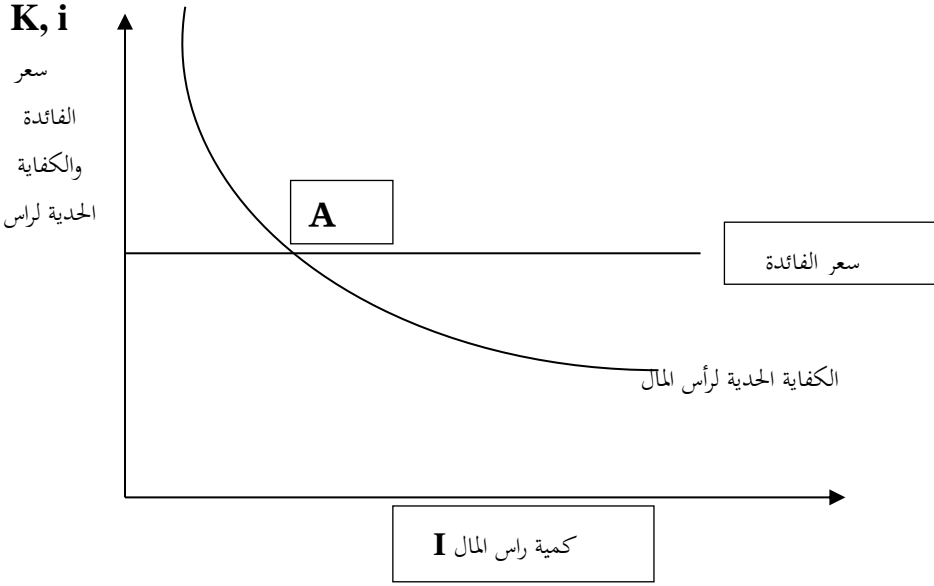 K, i
سعر
الفائدة
والكفاية
الحدية لراس
A
سعر الفائدة
الكفاية الحدية لرأس المال
كمية راس المال I